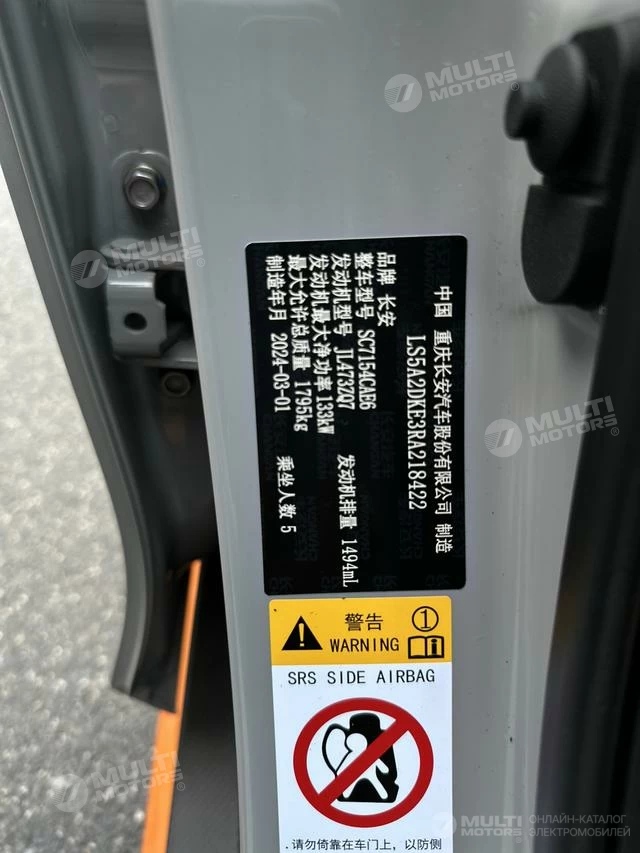 中国 重庆长安汽车股份有限公司 制造
LS5A2DKE3RA218422
品牌 长安
整车型号 SC7154CAE6
发动机型号 JL473ZQ7 发动机排量 1494mL
发动机最大净功率 133kW
最大允许总质量 1795kg
制造年月 2024-03-01 乘坐人数 5
警告 ①
WARNING
SRS SIDE AIRBAG
·请勿倚靠在车门上，以防侧
MULTI MOTORS®
MULTI MOTORS®
MULTI MOTORS®
MULTI MOTORS®
MULTI MOTORS® ОНЛАЙН-КАТАЛОГ ЭЛЕКТРОМОБИЛЕЙ